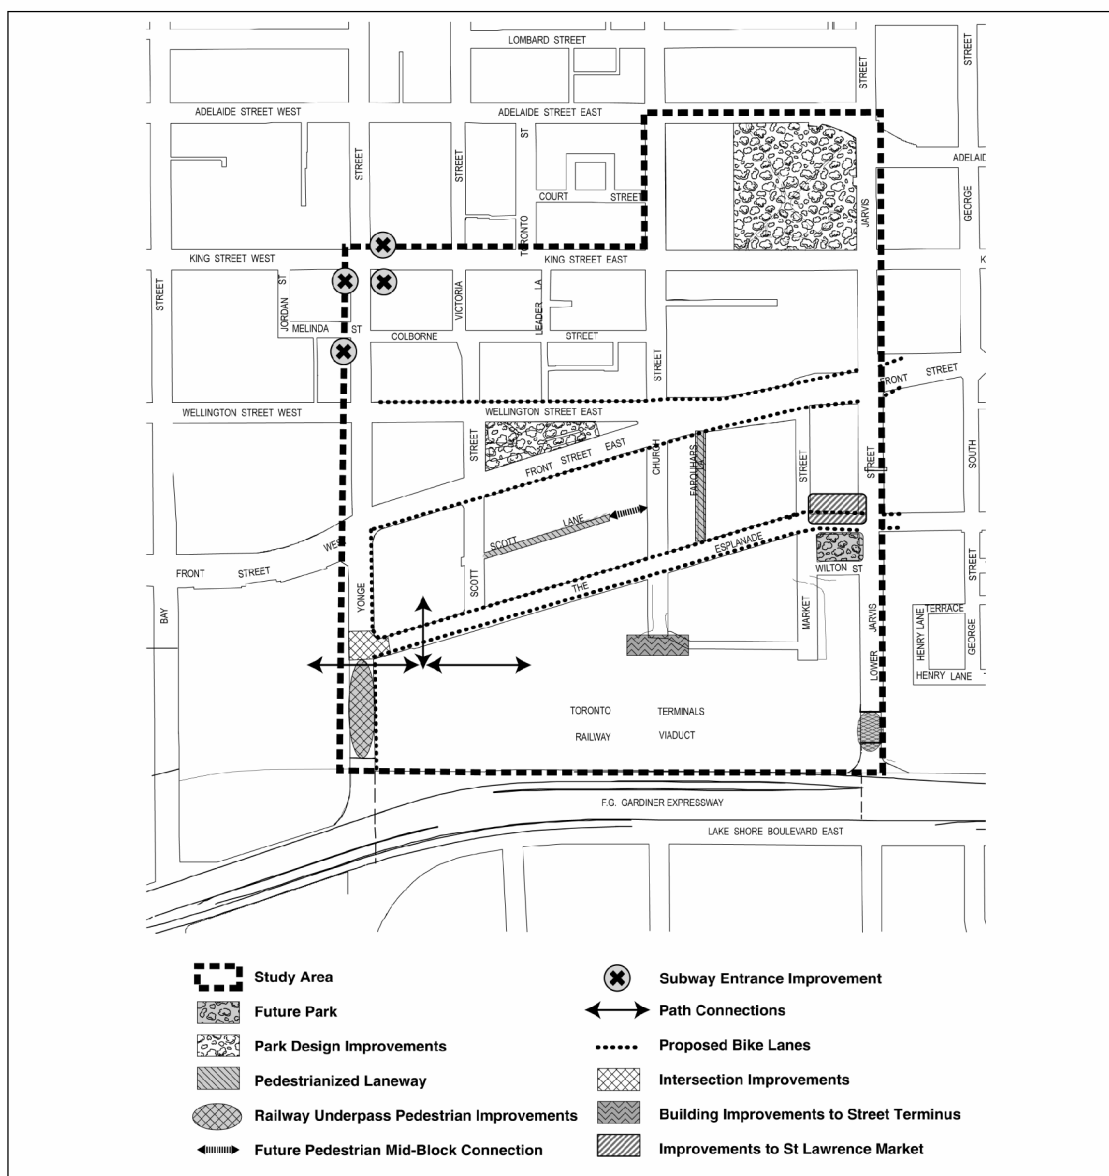 LOMBARD STREET
STREET
STREET
ADELAIDE STREET WEST
ADELAIDE STREET EAST
STREET
STREET
ST
TORONTO
ADELAI
COURT STREET
JARVIS
GEORGE
KING STREET WEST
KING STREET EAST
K
STREET
JORDAN ST
MELINDA ST
VICTORIA
LEADER LA
COLBORNE STREET
STREET
FRONT STREET
WELLINGTON STREET WEST
WELLINGTON STREET EAST
STREET
FRONT STREET EAST
CHURCH
FARQUHARS LA
STREET
STREET
SOUTH
SCOTT LANE
WEST
FRONT STREET
THE ESPLANADE
WILTON ST
STREET
BAY
YONGE
SCOTT
MARKET
LOWER JARVIS
HENRY LANE
TERRACE
GEORGE
HENRY LANE T
TORONTO TERMINALS
RAILWAY VIADUCT
F.G. GARDINER EXPRESSWAY
LAKE SHORE BOULEVARD EAST
Study Area
Future Park
Park Design Improvements
Pedestrianized Laneway
Railway Underpass Pedestrian Improvements
Future Pedestrian Mid-Block Connection
Subway Entrance Improvement
Path Connections
Proposed Bike Lanes
Intersection Improvements
Building Improvements to Street Terminus
Improvements to St Lawrence Market